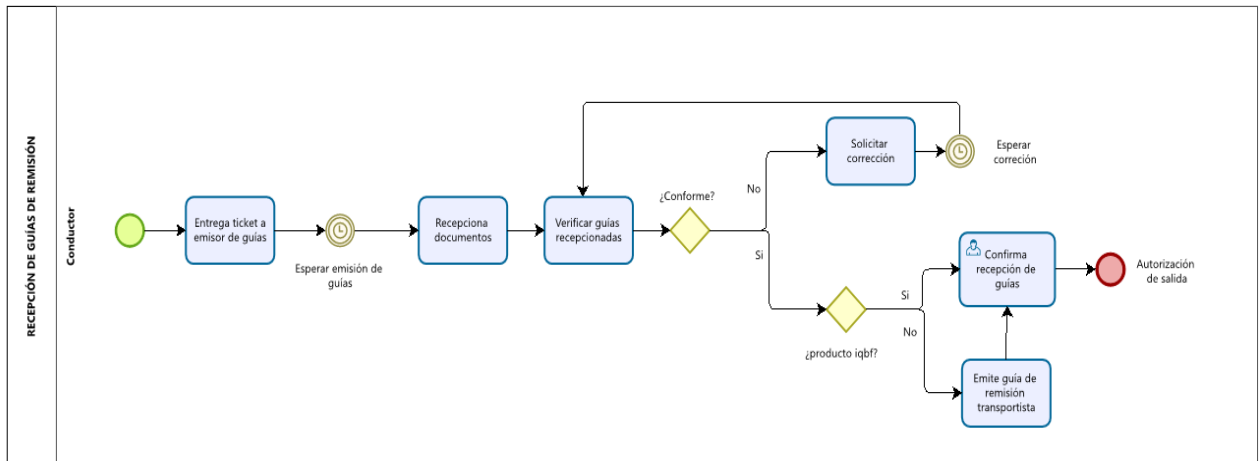 RECEPCIÓN DE GUÍAS DE REMISIÓN
Conductor
Entrega ticket a
emisor de guías
Esperar emisión de
guías
Recepciona
documentos
Verificar guías
recepcionadas
¿Conforme?
No
Si
Solicitar
corrección
Esperar
correción
¿producto iqbf?
Si
No
Confirma
recepción de
guías
Emite guía de
remisión
transportista
Autorización
de salida